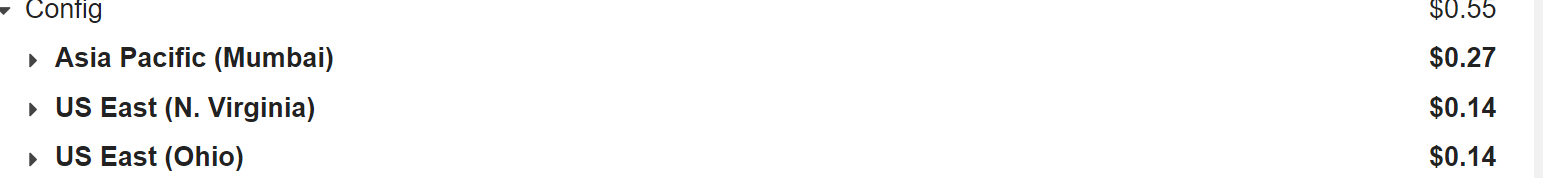 Config $0.55
Asia Pacific (Mumbai) $0.27
US East (N. Virginia) $0.14
US East (Ohio) $0.14